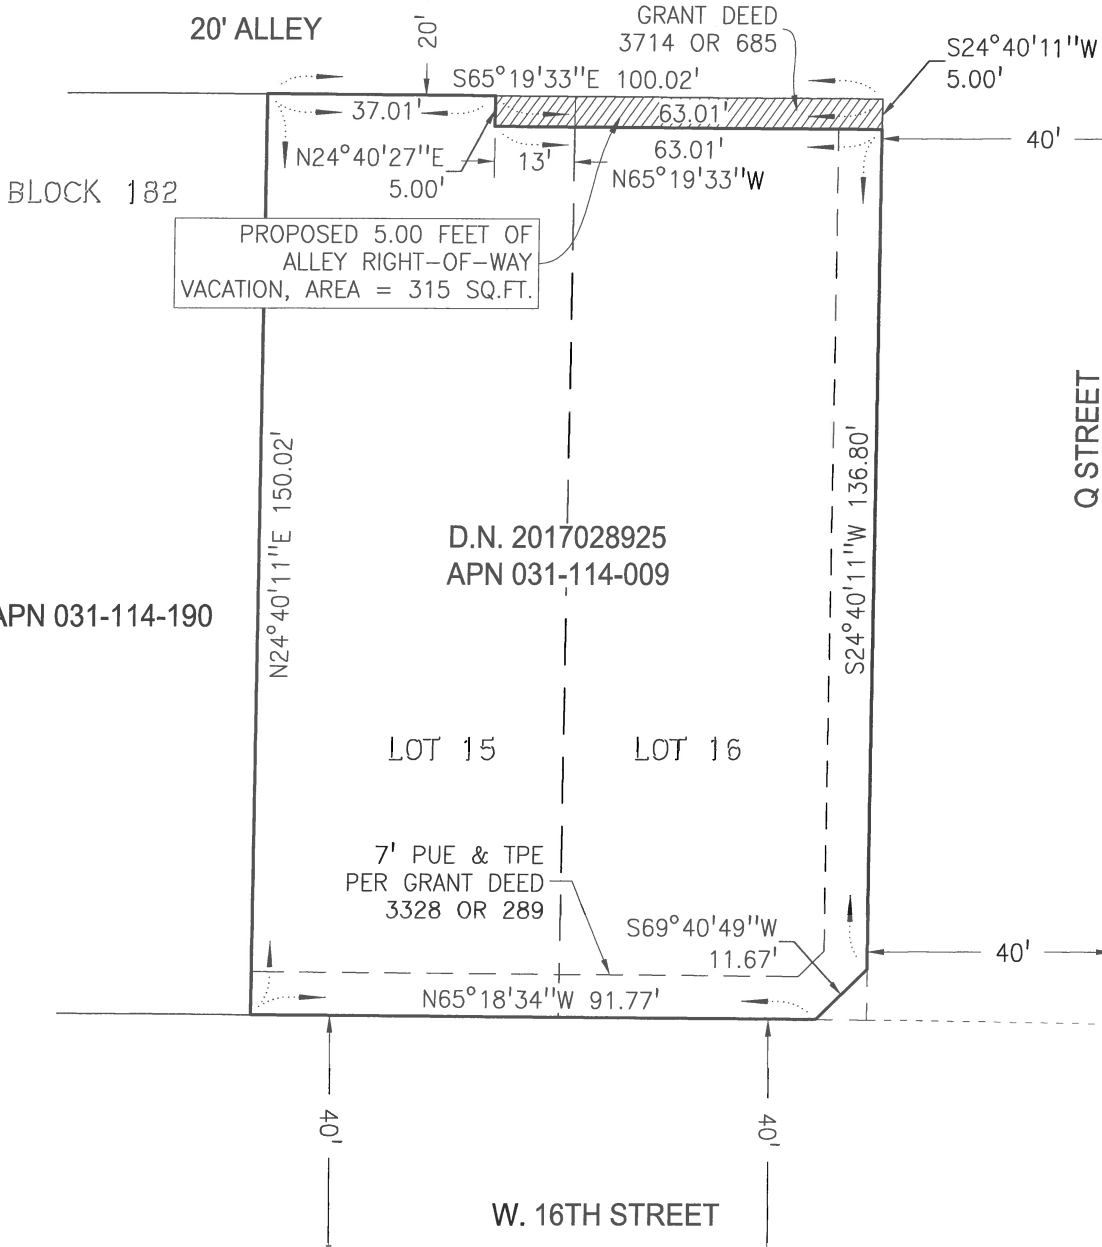 20' ALLEY
20'
GRANT DEED
3714 OR 685
S24°40'11"W
5.00'
S65°19'33"E 100.02'
37.01'
63.01'
40'
N24°40'27"E
5.00'
13'
63.01'
N65°19'33"W
BLOCK 182
PROPOSED 5.00 FEET OF
ALLEY RIGHT-OF-WAY
VACATION, AREA = 315 SQ.FT.
Q STREET
N24°40'11"E 150.02'
S24°40'11"W 136.80'
D.N. 2017028925
APN 031-114-009
APN 031-114-190
LOT 15
LOT 16
7' PUE & TPE
PER GRANT DEED
3328 OR 289
S69°40'49"W
11.67'
40'
N65°18'34"W 91.77'
40'
40'
W. 16TH STREET